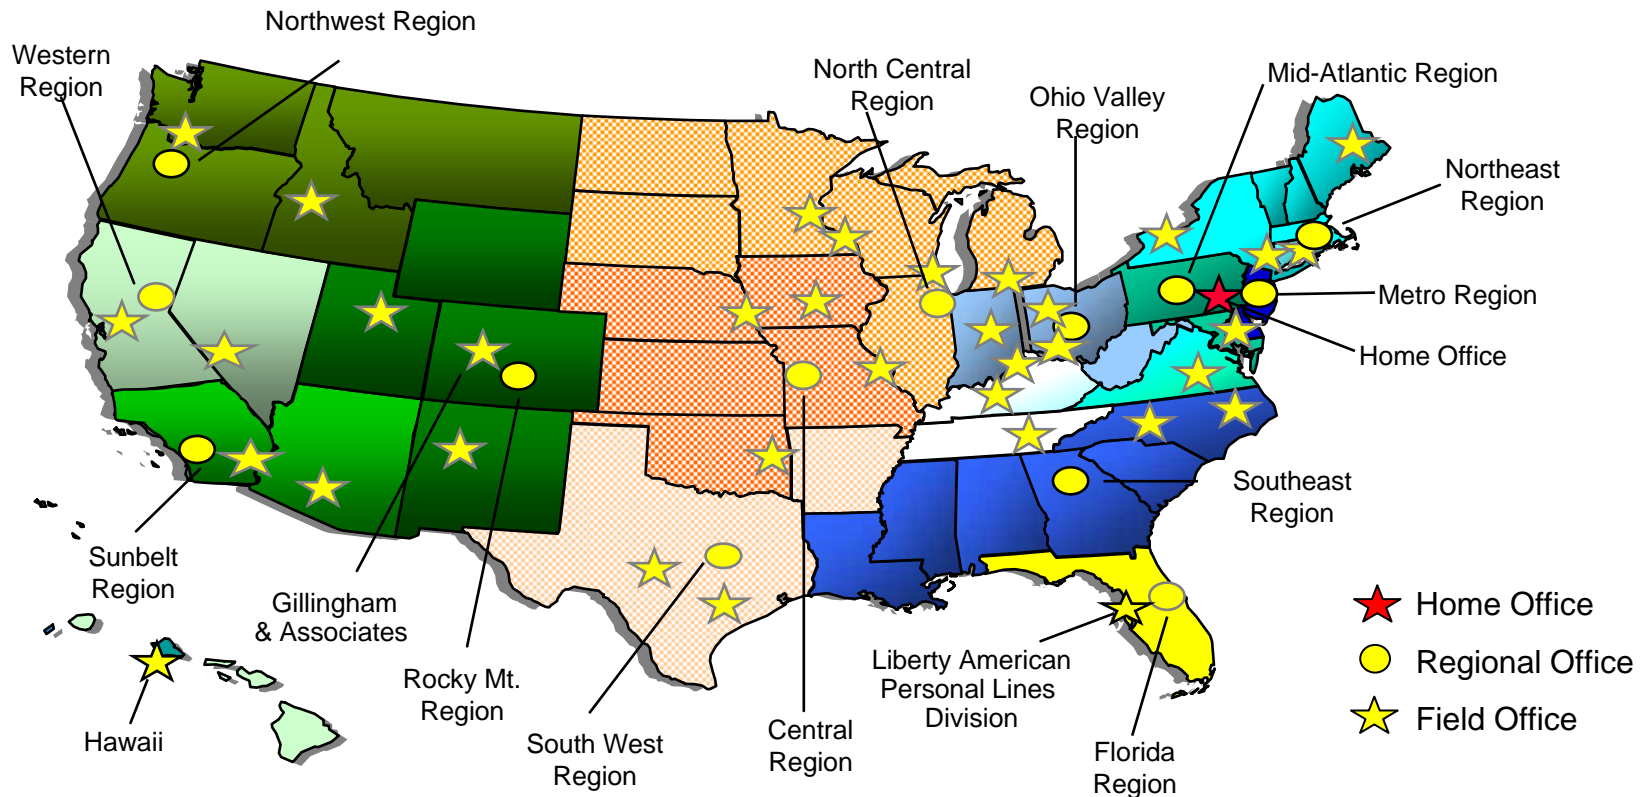 Northwest Region
Western
Region
North Central
Region
Ohio Valley
Region
Mid-Atlantic Region
Northeast
Region
Metro Region
Home Office
Southeast
Region
Sunbelt
Region
Gillingham
& Associates
Rocky Mt.
Region
South West
Region
Central
Region
Liberty American
Personal Lines
Division
Florida
Region
Hawaii
Home Office
Regional Office
Field Office